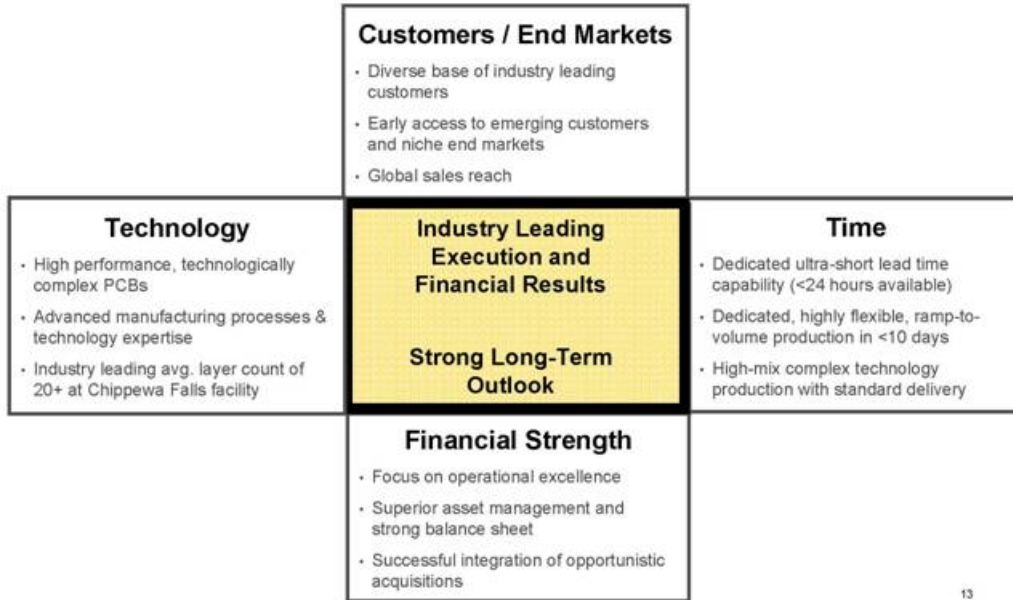 Customers / End Markets
• Diverse base of industry leading
customers
• Early access to emerging customers
and niche end markets
• Global sales reach
Technology
• High performance, technologically
complex PCBs
• Advanced manufacturing processes &
technology expertise
• Industry leading avg. layer count of
20+ at Chippewa Falls facility
Industry Leading
Execution and
Financial Results
Strong Long-Term
Outlook
Time
• Dedicated ultra-short lead time
capability (<24 hours available)
• Dedicated, highly flexible, ramp-to-
volume production in <10 days
• High-mix complex technology
production with standard delivery
Financial Strength
• Focus on operational excellence
• Superior asset management and
strong balance sheet
• Successful integration of opportunistic
acquisitions
13